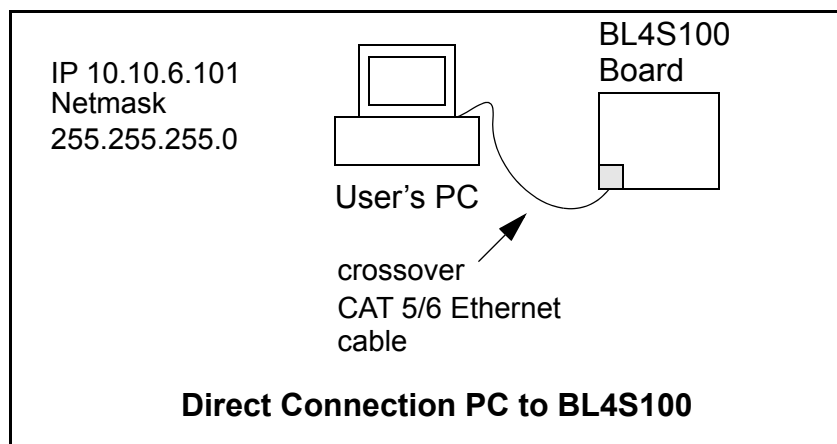 IP 10.10.6.101
Netmask
255.255.255.0
User’s PC
BL4S100
Board
crossover
CAT 5/6 Ethernet
cable
Direct Connection PC to BL4S100